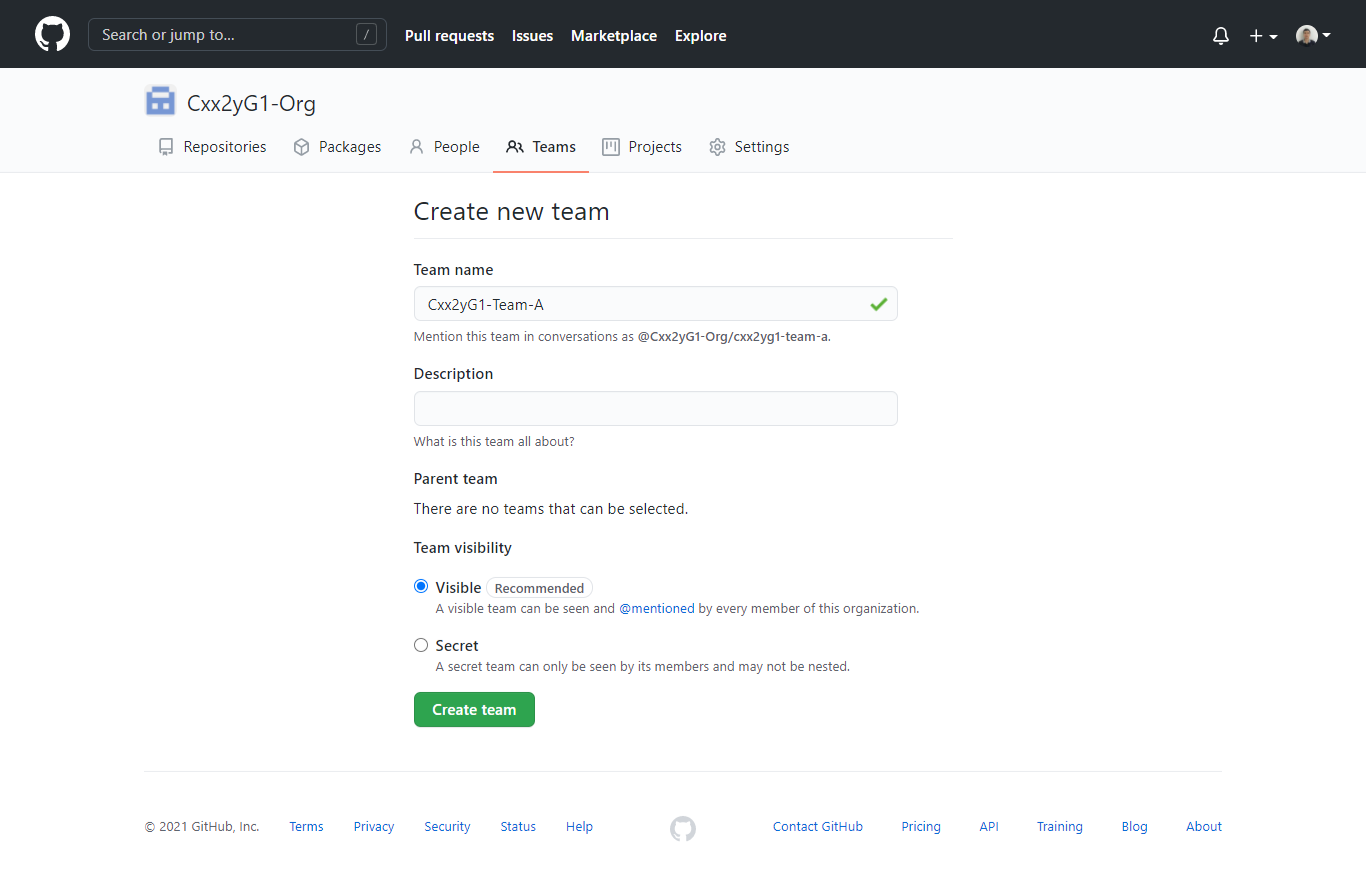 Search or jump to... / Pull requests Issues Marketplace Explore
Cxx2yG1-Org
Repositories Packages People Teams Projects Settings
Create new team
Team name
Cxx2yG1-Team-A
Mention this team in conversations as @Cxx2yG1-Org/cxx2yg1-team-a.
Description
What is this team all about?
Parent team
There are no teams that can be selected.
Team visibility
Visible Recommended
A visible team can be seen and @mentioned by every member of this organization.
Secret
A secret team can only be seen by its members and may not be nested.
Create team
© 2021 GitHub, Inc. Terms Privacy Security Status Help Contact GitHub Pricing API Training Blog About